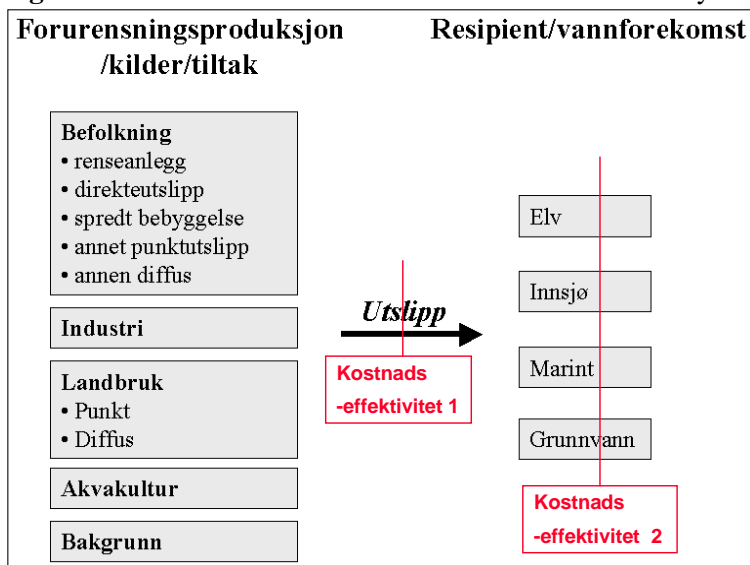 Forurensningsproduksjon
/kilder/tiltak
Resipient/vannforekomst
Befolkning
• renseanlegg
• direkteutslipp
• spredt bebyggelse
• annet punktutslipp
• annen diffus
Industri
Landbruk
• Punkt
• Diffus
Akvakultur
Bakgrunn
Utslipp
Kostnads
-effektivitet 1
Elv
Innsjø
Marint
Grunnvann
Kostnads
-effektivitet 2